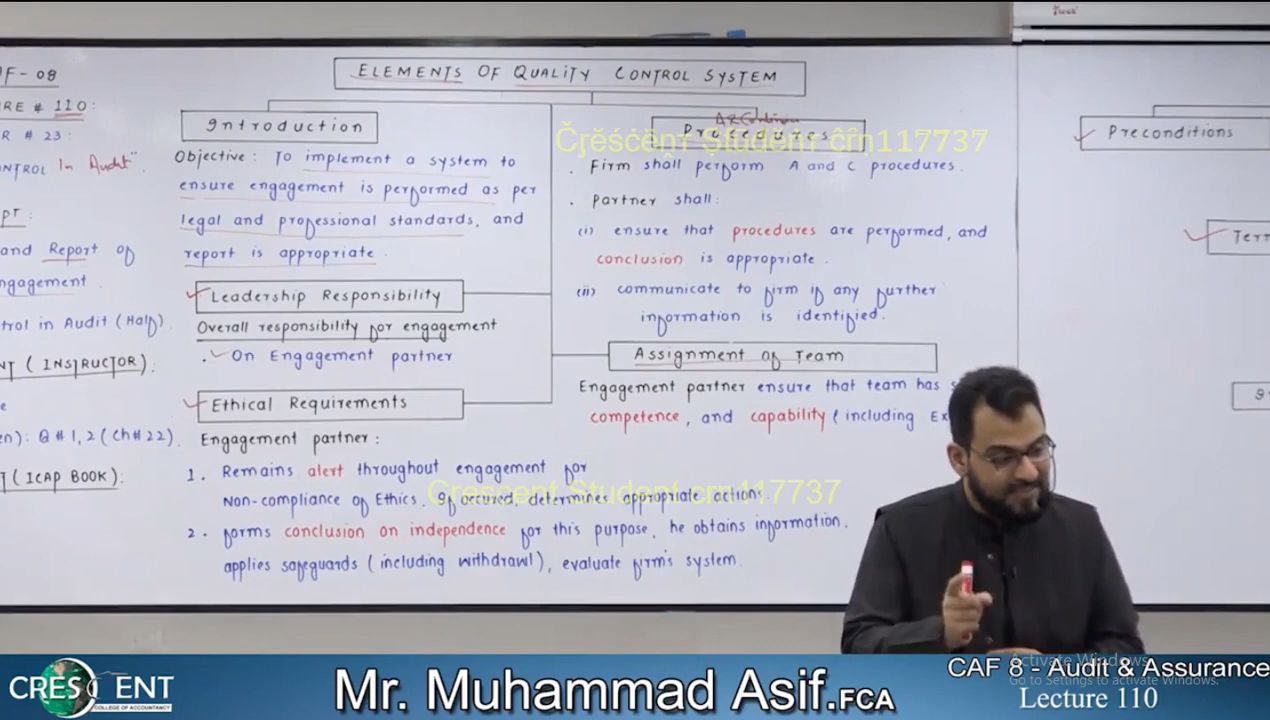 ELEMENTS OF QUALITY CONTROL SYSTEM
F-08
RE # 110:
R # 23:
NTROL In Audit"
PT:
and Report of
ngagement
trol in Audit (Half)
NT (INSTRUCTOR):
e
en): Q # 1,2 (Ch# 22)
T (ICAP BOOK):
Introduction
Objective: To implement a system to
ensure engagement is performed as per
legal and professional standards, and
report is appropriate.
Leadership Responsibility
Overall responsibility for engagement
. On Engagement partner
Ethical Requirements
Engagement partner:
1. Remains alert throughout engagement for
Non-compliance of Ethics. If occured, determines appropriate actions.
2. forms conclusion on independence for this purpose, he obtains information,
applies safeguards (including withdrawl), evaluate firm's system.
Procedures
. Firm shall perform A and C procedures.
. Partner shall:
(i) ensure that procedures are performed, and
conclusion is appropriate.
(ii) communicate to firm if any further
information is identified.
Assignment of Team
Engagement partner ensure that team has
competence, and capability (including Ex
Preconditions
Ter
Crescent Student crn117737
Crescent Student crn117737
CRESCENT
COLLEGE OF ACCOUNTANCY
Mr. Muhammad Asif.FCA
CAF 8 - Audit & Assurance
Lecture 110
Activate Windows
Go to Settings to activate Windows.